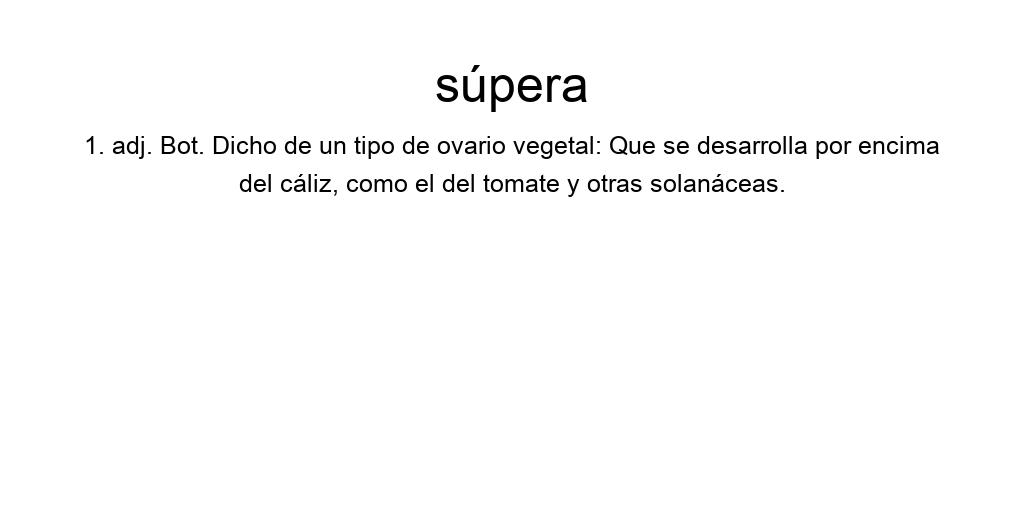 súpera
1. adj. Bot. Dicho de un tipo de ovario vegetal: Que se desarrolla por encima
del cáliz, como el del tomate y otras solanáceas.